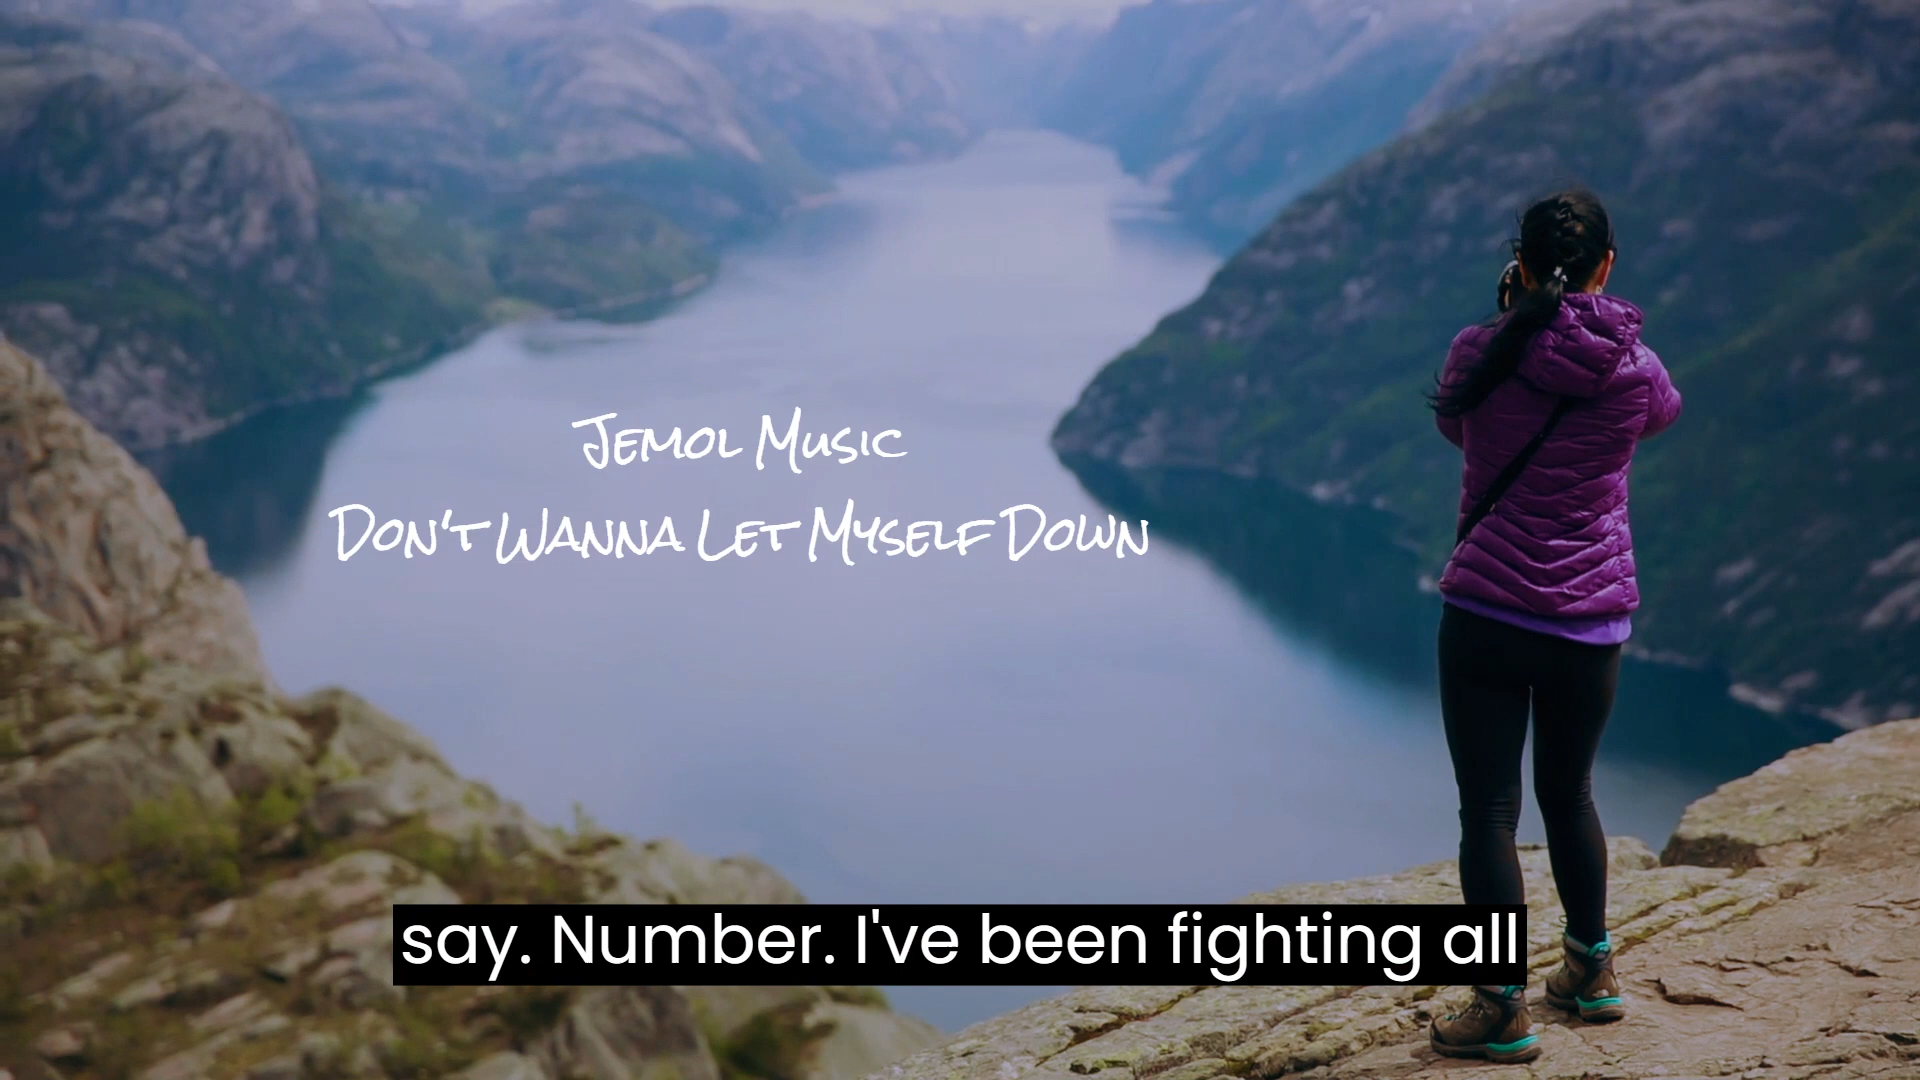 Jemol Music
Don't Wanna Let Myself Down
say. Number. I've been fighting all